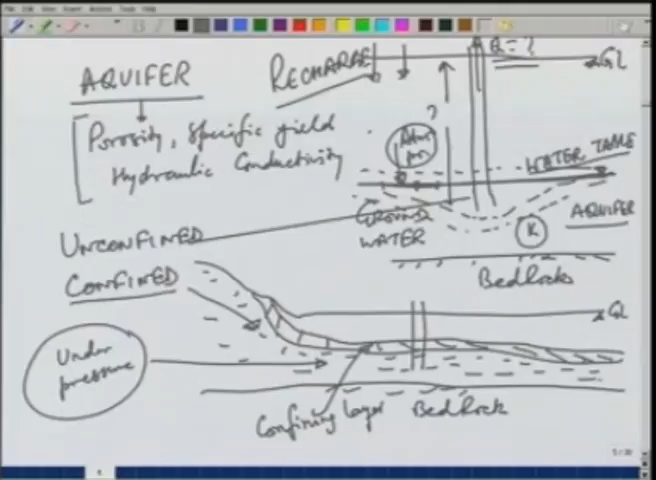 AQUIFER
Porosity, Specific yield
Hydraulic Conductivity
RECHARGE
Q = ?
GL
?
WATER TABLE
GROUND
WATER
AQUIFER
K
BedRock
UNCONFINED
CONFINED
GL
Under
pressure
Confining layer
BedRock